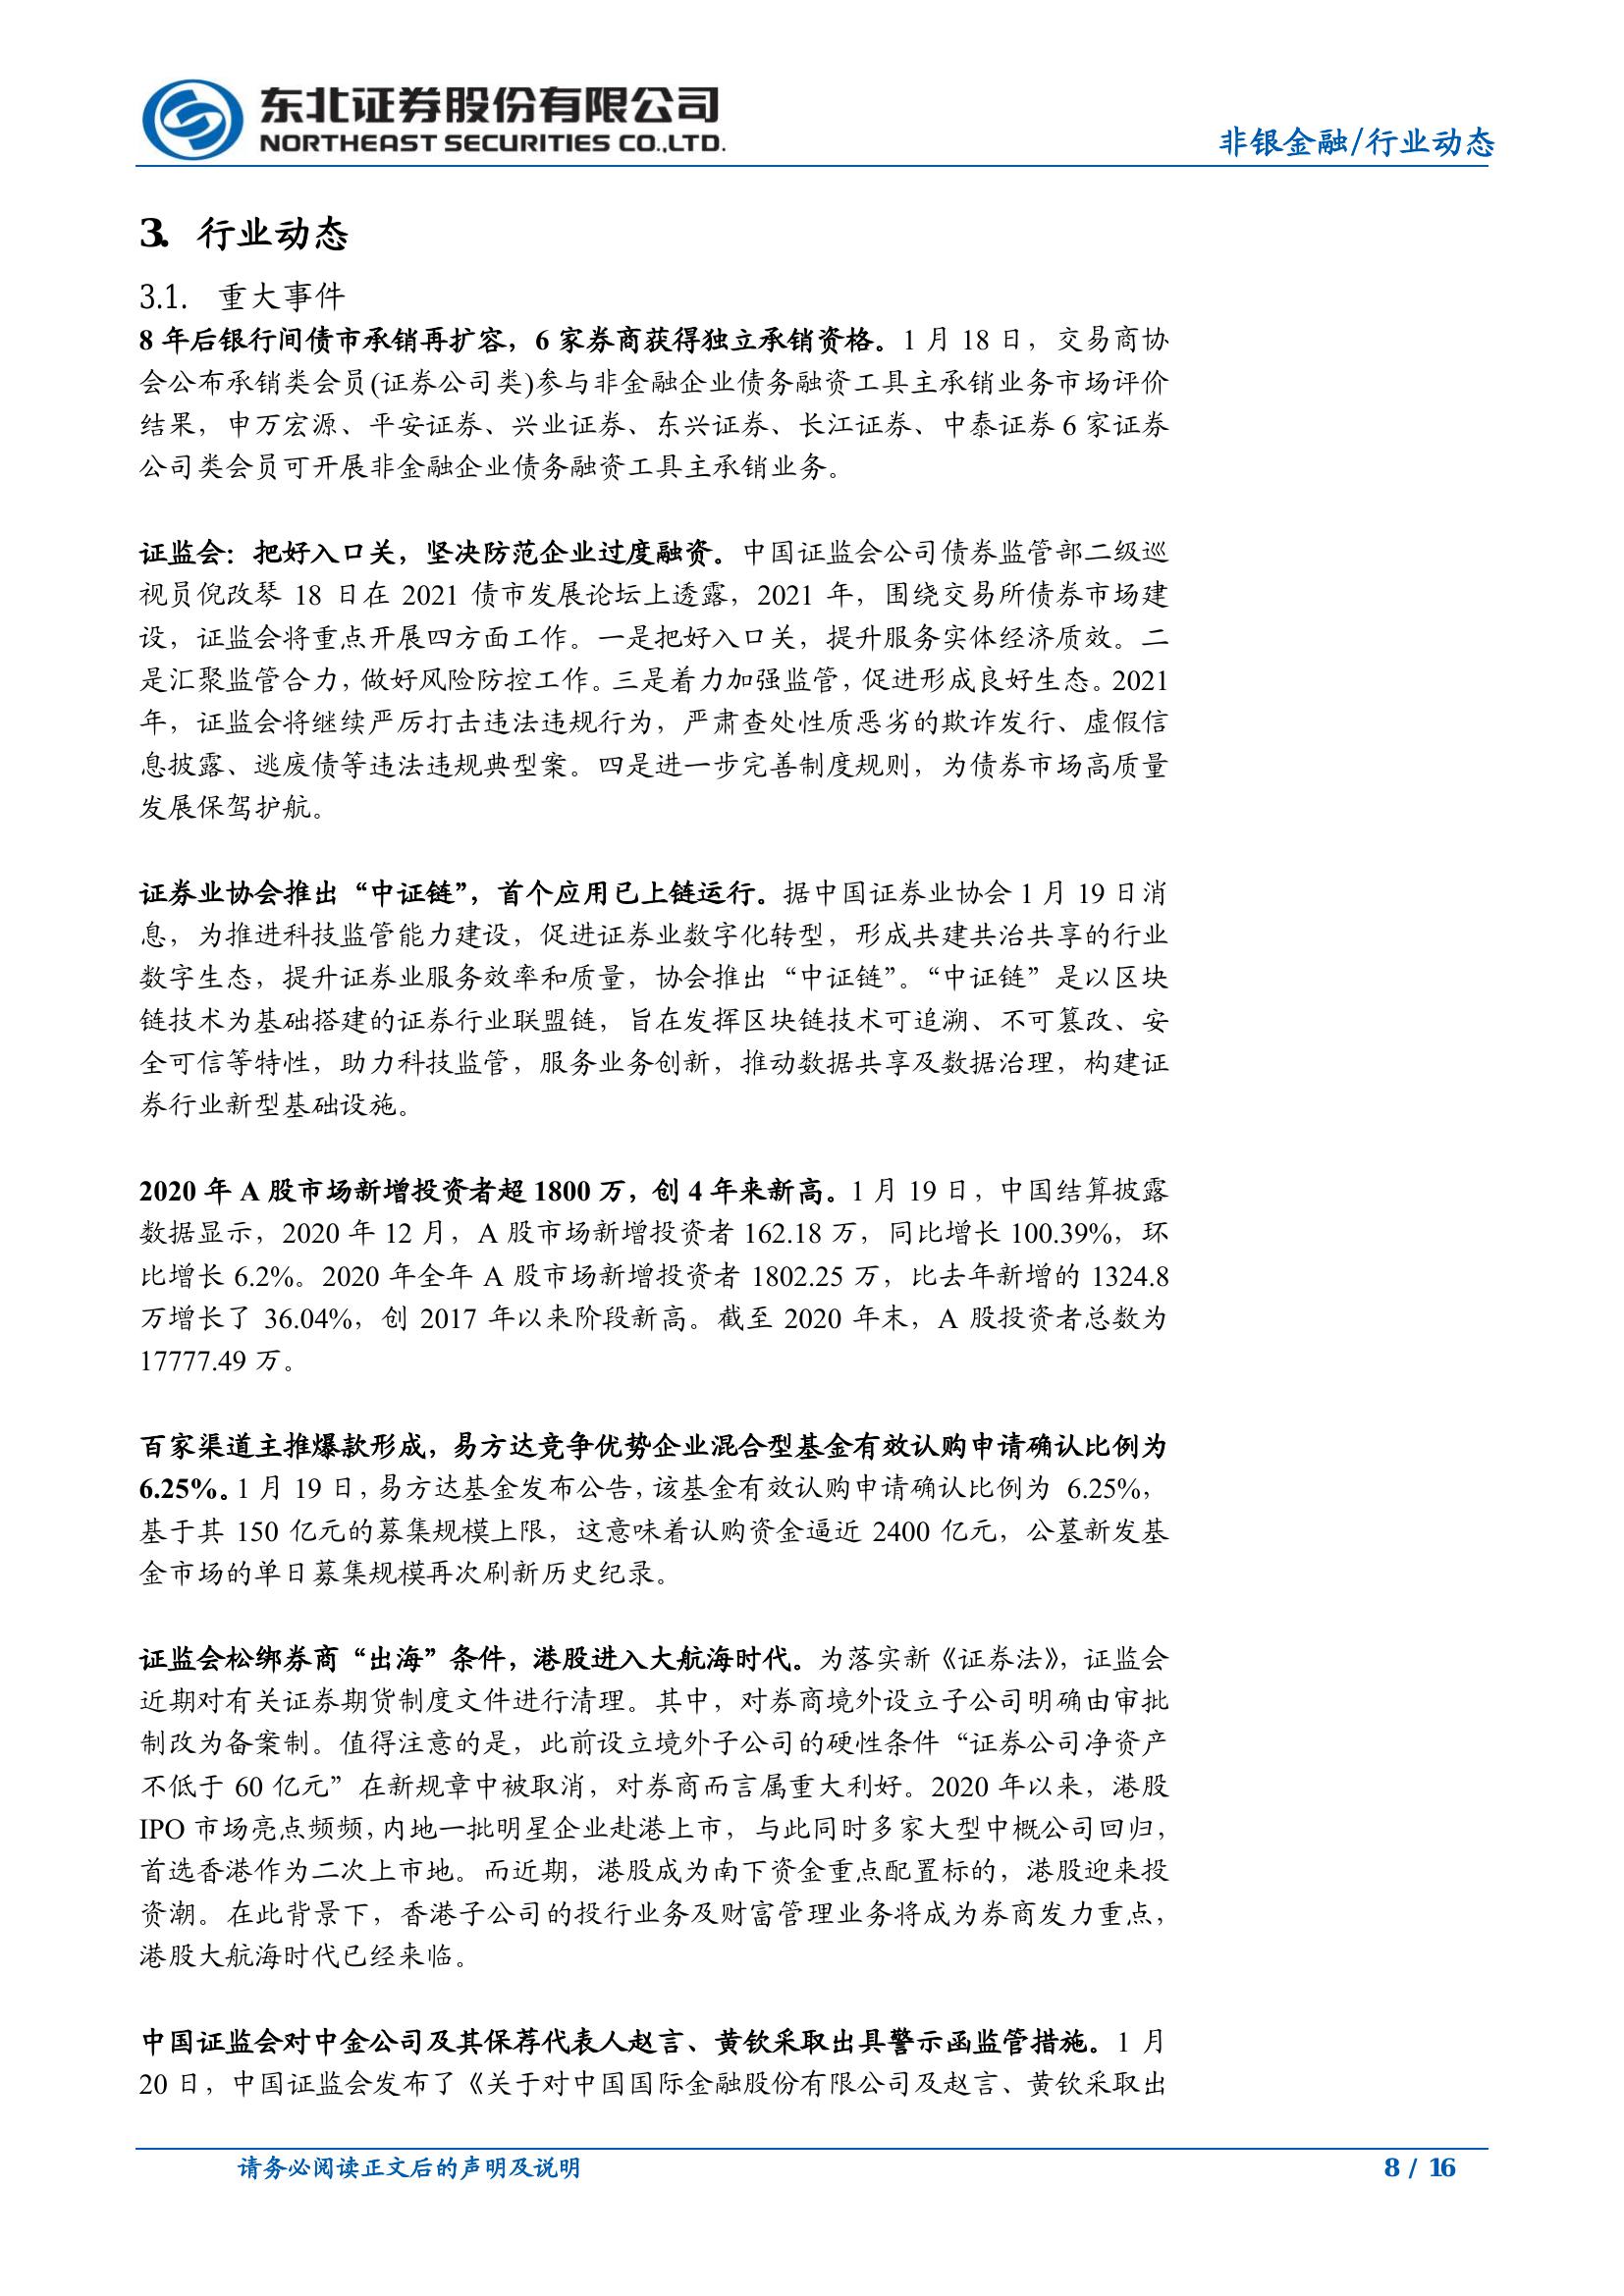 东北证券股份有限公司
NORTHEAST SECURITIES CO.,LTD.
非银金融/行业动态
3. 行业动态
3.1. 重大事件
8 年后银行间债市承销再扩容，6 家券商获得独立承销资格。1 月 18 日，交易商协
会公布承销类会员(证券公司类)参与非金融企业债务融资工具主承销业务市场评价
结果，申万宏源、平安证券、兴业证券、东兴证券、长江证券、中泰证券 6 家证券
公司类会员可开展非金融企业债务融资工具主承销业务。
证监会：把好入口关，坚决防范企业过度融资。中国证监会公司债券监管部二级巡
视员倪改琴 18 日在 2021 债市发展论坛上透露，2021 年，围绕交易所债券市场建
设，证监会将重点开展四方面工作。一是把好入口关，提升服务实体经济质效。二
是汇聚监管合力，做好风险防控工作。三是着力加强监管，促进形成良好生态。2021
年，证监会将继续严厉打击违法违规行为，严肃查处性质恶劣的欺诈发行、虚假信
息披露、逃废债等违法违规典型案。四是进一步完善制度规则，为债券市场高质量
发展保驾护航。
证券业协会推出“中证链”，首个应用已上链运行。据中国证券业协会 1 月 19 日消
息，为推进科技监管能力建设，促进证券业数字化转型，形成共建共治共享的行业
数字生态，提升证券业服务效率和质量，协会推出“中证链”。“中证链”是以区块
链技术为基础搭建的证券行业联盟链，旨在发挥区块链技术可追溯、不可篡改、安
全可信等特性，助力科技监管，服务业务创新，推动数据共享及数据治理，构建证
券行业新型基础设施。
2020 年 A 股市场新增投资者超 1800 万，创 4 年来新高。1 月 19 日，中国结算披露
数据显示，2020 年 12 月，A 股市场新增投资者 162.18 万，同比增长 100.39%，环
比增长 6.2%。2020 年全年 A 股市场新增投资者 1802.25 万，比去年新增的 1324.8
万增长了 36.04%，创 2017 年以来阶段新高。截至 2020 年末，A 股投资者总数为
17777.49 万。
百家渠道主推爆款形成，易方达竞争优势企业混合型基金有效认购申请确认比例为
6.25%。1 月 19 日，易方达基金发布公告，该基金有效认购申请确认比例为 6.25%，
基于其 150 亿元的募集规模上限，这意味着认购资金逼近 2400 亿元，公墓新发基
金市场的单日募集规模再次刷新历史纪录。
证监会松绑券商“出海”条件，港股进入大航海时代。为落实新《证券法》，证监会
近期对有关证券期货制度文件进行清理。其中，对券商境外设立子公司明确由审批
制改为备案制。值得注意的是，此前设立境外子公司的硬性条件“证券公司净资产
不低于 60 亿元”在新规章中被取消，对券商而言属重大利好。2020 年以来，港股
IPO 市场亮点频频，内地一批明星企业赴港上市，与此同时多家大型中概公司回归，
首选香港作为二次上市地。而近期，港股成为南下资金重点配置标的，港股迎来投
资潮。在此背景下，香港子公司的投行业务及财富管理业务将成为券商发力重点，
港股大航海时代已经来临。
中国证监会对中金公司及其保荐代表人赵言、黄钦采取出具警示函监管措施。1 月
20 日，中国证监会发布了《关于对中国国际金融股份有限公司及赵言、黄钦采取出
请务必阅读正文后的声明及说明
8 / 16